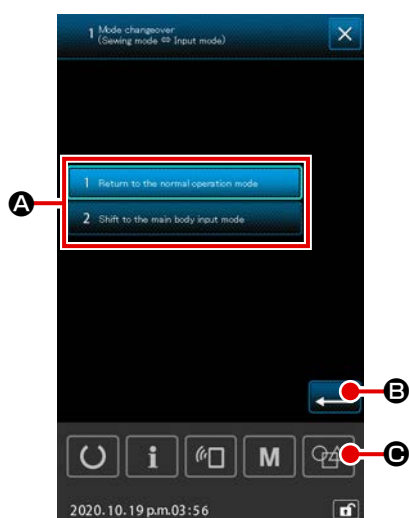 1 Mode changeover
(Sewing mode ⇔ Input mode)
1 Return to the normal operation mode
A
2 Shift to the main body input mode
B
i M
C
2020.10.19 p.m.03:56